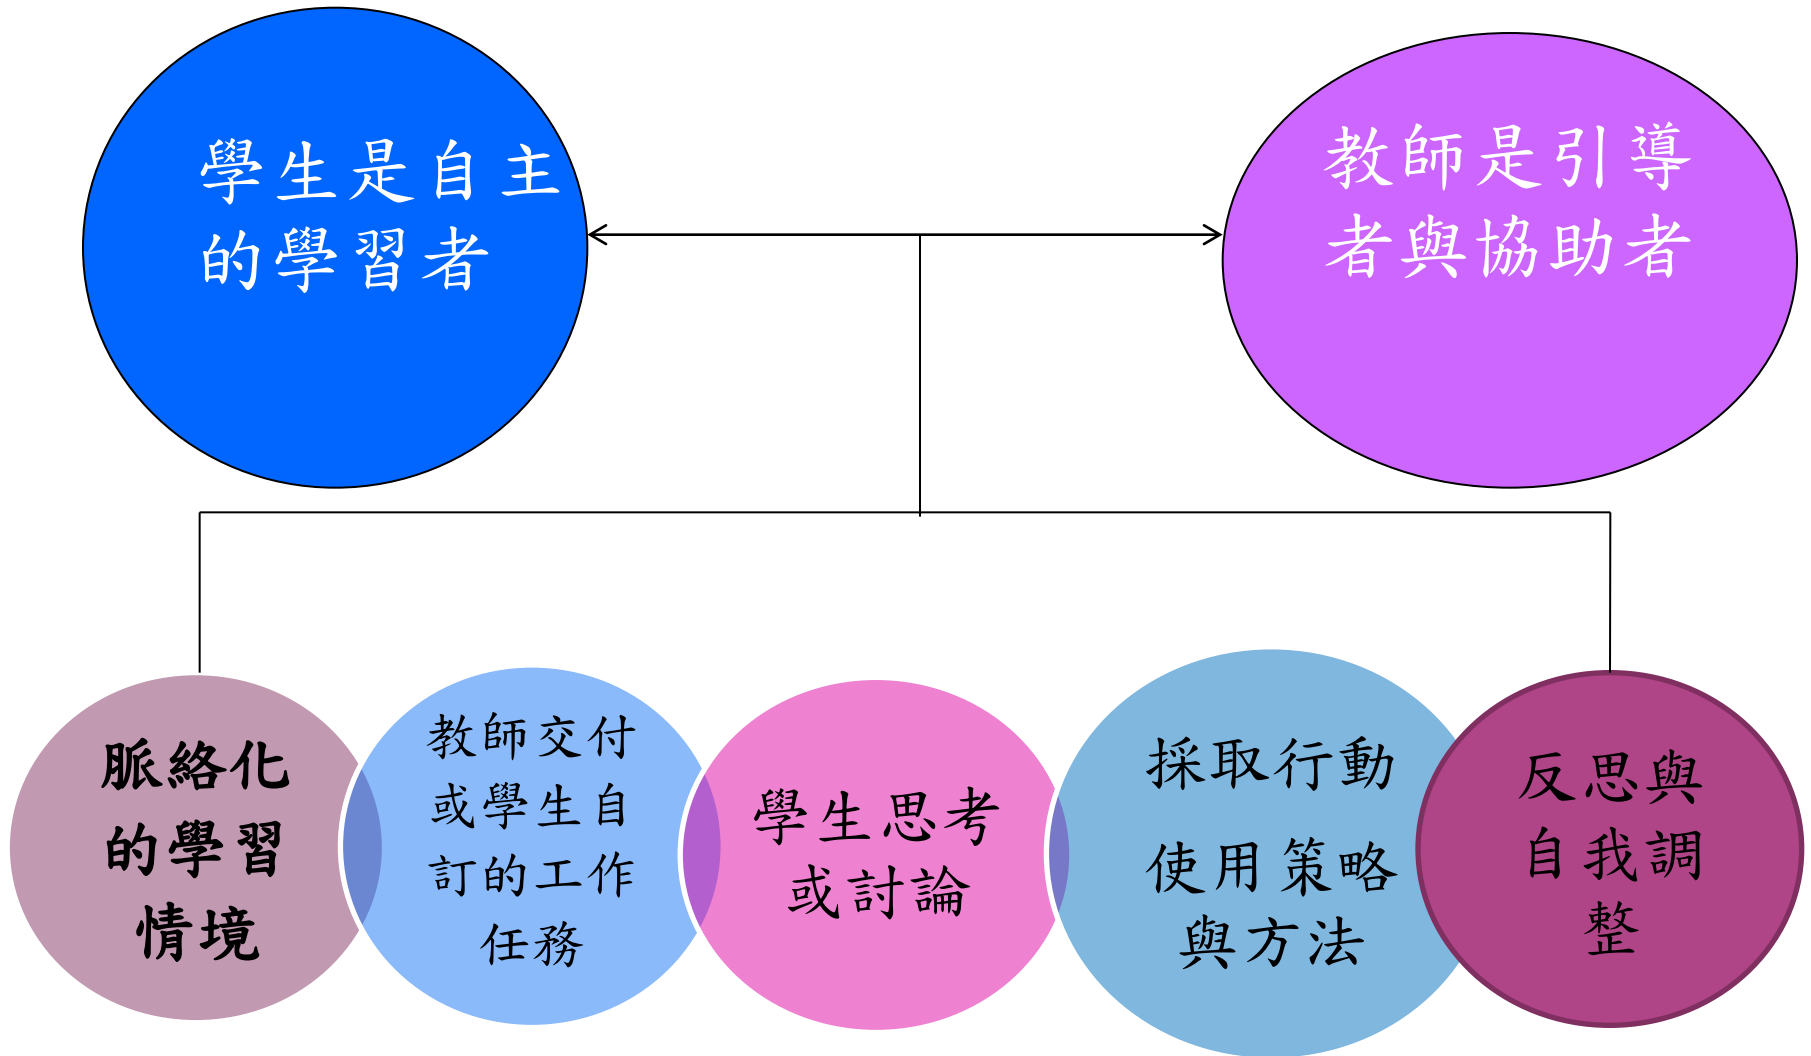 學生是自主
的學習者
教師是引導
者與協助者
脈絡化
的學習
情境
教師交付
或學生自
訂的工作
任務
學生思考
或討論
採取行動
使用策略
與方法
反思與
自我調
整